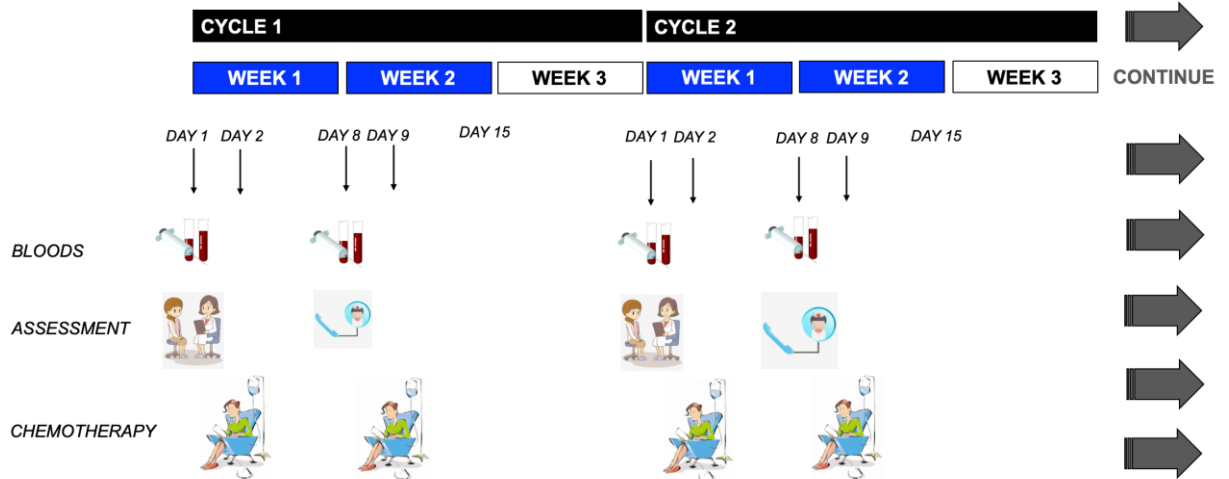 CYCLE 1 CYCLE 2
WEEK 1 WEEK 2 WEEK 3 WEEK 1 WEEK 2 WEEK 3 CONTINUE
DAY 1 DAY 2 DAY 8 DAY 9 DAY 15 DAY 1 DAY 2 DAY 8 DAY 9 DAY 15
BLOODS
ASSESSMENT
CHEMOTHERAPY